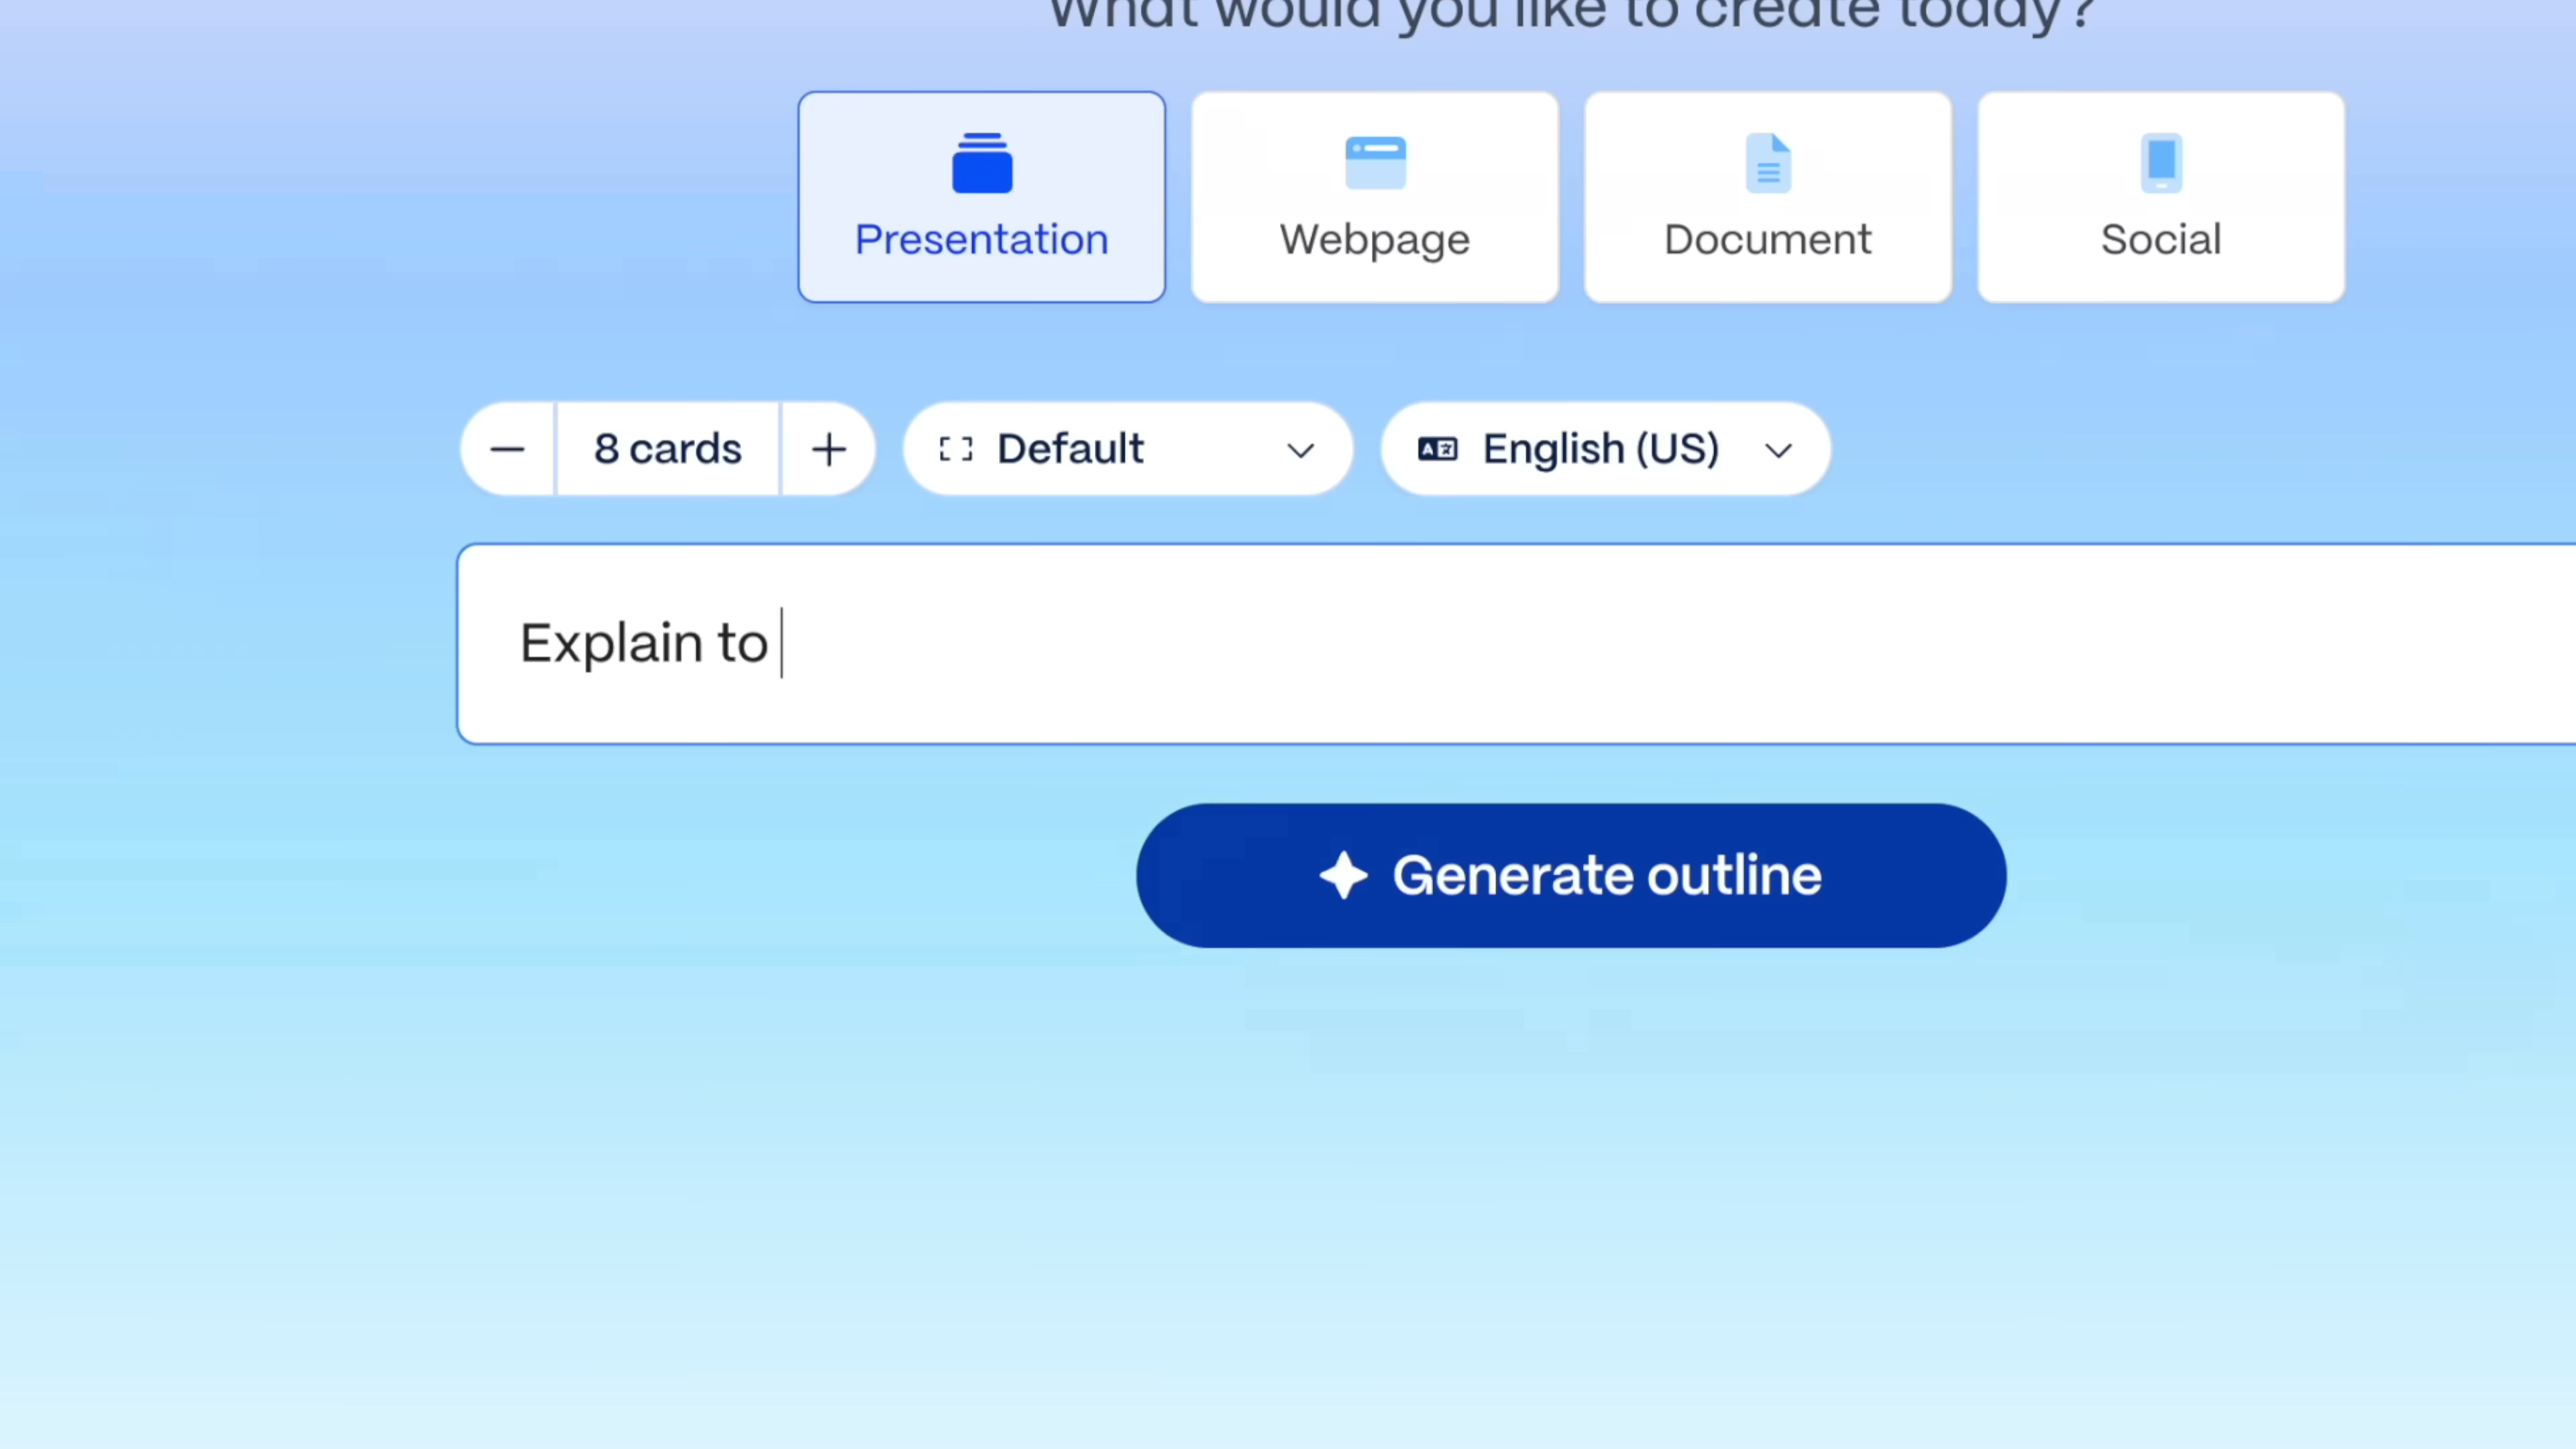 What would you like to create today?
Presentation
Webpage
Document
Social
8 cards
Default
English (US)
Explain to
Generate outline